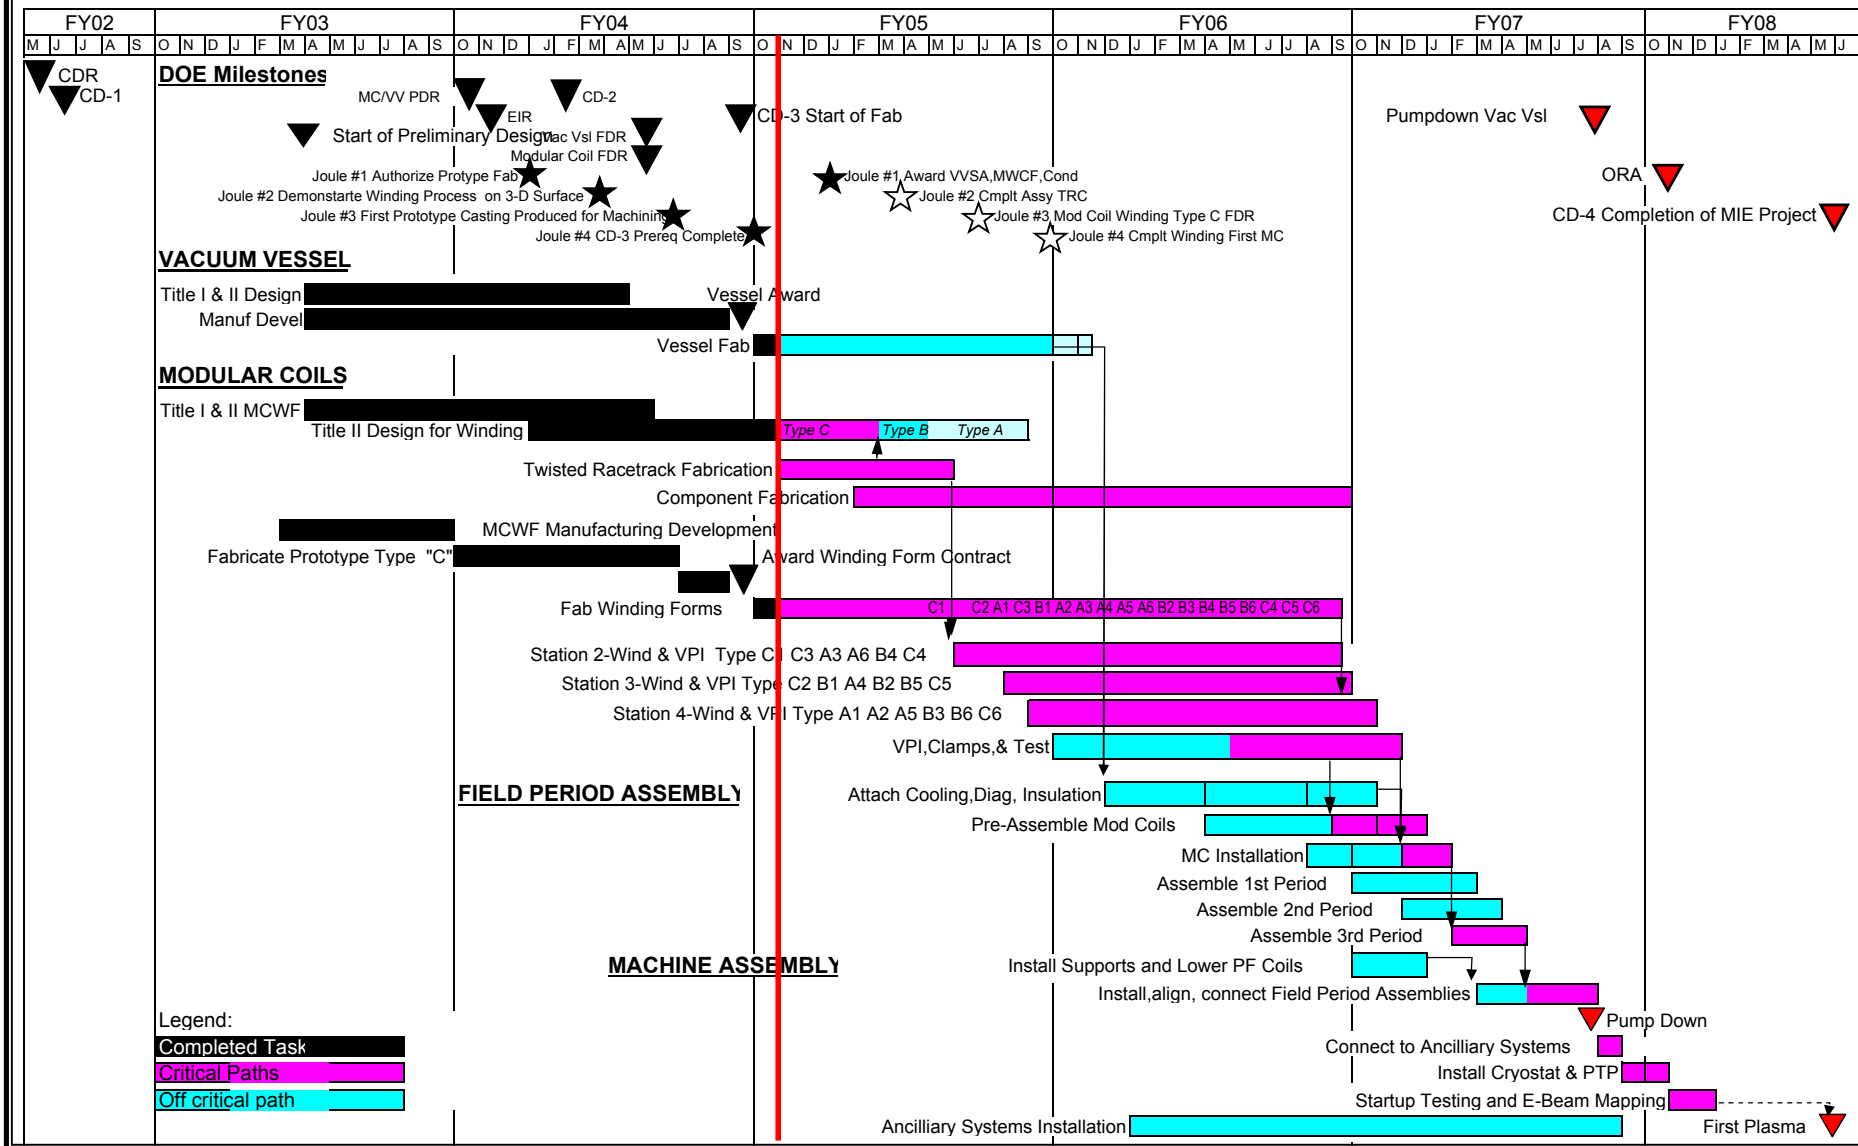 FY02 FY03 FY04 FY05 FY06 FY07 FY08
M J J A S O N D J F M A M J J A S O N D J F M A M J J A S O N D J F M A M J J A S O N D J F M A M J J A S O N D J F M A M J J A S O N D J F M A M J
CDR
DOE Milestones
CD-1
MC/VV PDR
CD-2
EIR
CD-3 Start of Fab
Pumpdown Vac Vsl
Start of Preliminary Design
Vac Vsl FDR
Modular Coil FDR
Joule #1 Authorize Protype Fab
Joule #1 Award VVSA,MWCF,Cond
ORA
Joule #2 Demonstarte Winding Process on 3-D Surface
Joule #2 Cmplt Assy TRC
Joule #3 First Prototype Casting Produced for Machining
Joule #3 Mod Coil Winding Type C FDR
CD-4 Completion of MIE Project
Joule #4 CD-3 Prereq Complete
Joule #4 Cmplt Winding First MC
VACUUM VESSEL
Title I & II Design
Vessel Award
Manuf Devel
Vessel Fab
MODULAR COILS
Title I & II MCWF
Title II Design for Winding
Type C Type B Type A
Twisted Racetrack Fabrication
Component Fabrication
MCWF Manufacturing Development
Fabricate Prototype Type "C"
Award Winding Form Contract
Fab Winding Forms
C1 C2 A1 C3 B1 A2 A3 A4 A5 A6 B2 B3 B4 B5 B6 C4 C5 C6
Station 2-Wind & VPI Type C1 C3 A3 A6 B4 C4
Station 3-Wind & VPI Type C2 B1 A4 B2 B5 C5
Station 4-Wind & VPI Type A1 A2 A5 B3 B6 C6
VPI,Clamps,& Test
FIELD PERIOD ASSEMBLY
Attach Cooling,Diag, Insulation
Pre-Assemble Mod Coils
MC Installation
Assemble 1st Period
Assemble 2nd Period
Assemble 3rd Period
MACHINE ASSEMBLY
Install Supports and Lower PF Coils
Install,align, connect Field Period Assemblies
Legend:
Pump Down
Completed Task
Connect to Ancilliary Systems
Critical Paths
Install Cryostat & PTP
Off critical path
Startup Testing and E-Beam Mapping
Ancilliary Systems Installation
First Plasma